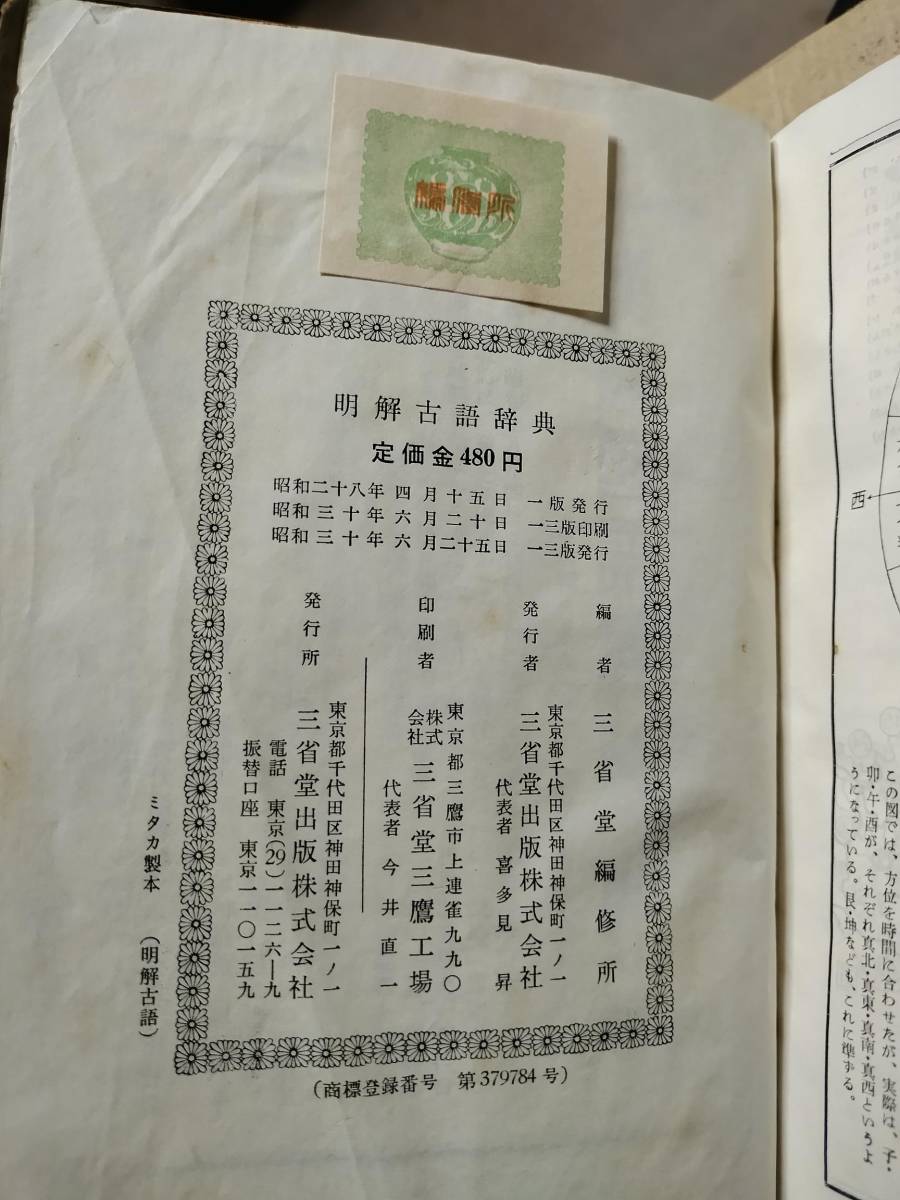 編修所
明解古語辞典
定価金480円
昭和二十八年四月十五日 一版発行
昭和三十年六月二十日 一三版印刷
昭和三十年六月二十五日 一三版発行
編者 三省堂編修所
発行者 東京都千代田区神田神保町一ノ一
三省堂出版株式会社
代表者 喜多見昇
印刷者 東京都三鷹市上連雀九九〇
株式会社 三省堂三鷹工場
代表者 今井直一
発行所 東京都千代田区神田神保町一ノ一
三省堂出版株式会社
電話 東京(29)一一二六―九
振替口座 東京一一〇一五九
ミタカ製本 (明解古語)
(商標登録番号 第379784号)
西
この図では、方位を時間に合わせたが、実際は、子・
卯・午・酉が、それぞれ真北・真東・真南・真西というよ
うになっている。艮・坤なども、これに準ずる。